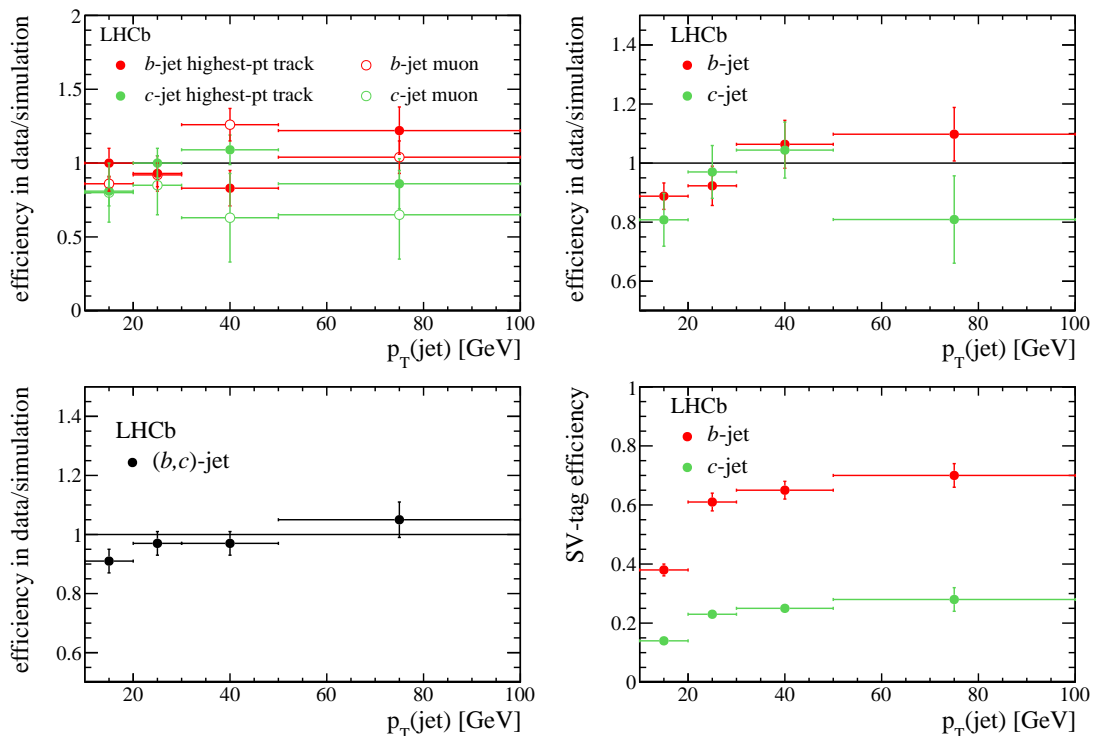 efficiency in data/simulation
2
1.5
1
0.5
0
LHCb
b-jet highest-pt track
b-jet muon
c-jet highest-pt track
c-jet muon
20 40 60 80 100
p_T(jet) [GeV]
efficiency in data/simulation
1.4
1.2
1
0.8
0.6
LHCb
b-jet
c-jet
20 40 60 80 100
p_T(jet) [GeV]
efficiency in data/simulation
1.4
1.2
1
0.8
0.6
LHCb
(b,c)-jet
20 40 60 80 100
p_T(jet) [GeV]
SV-tag efficiency
1
0.8
0.6
0.4
0.2
0
LHCb
b-jet
c-jet
20 40 60 80 100
p_T(jet) [GeV]